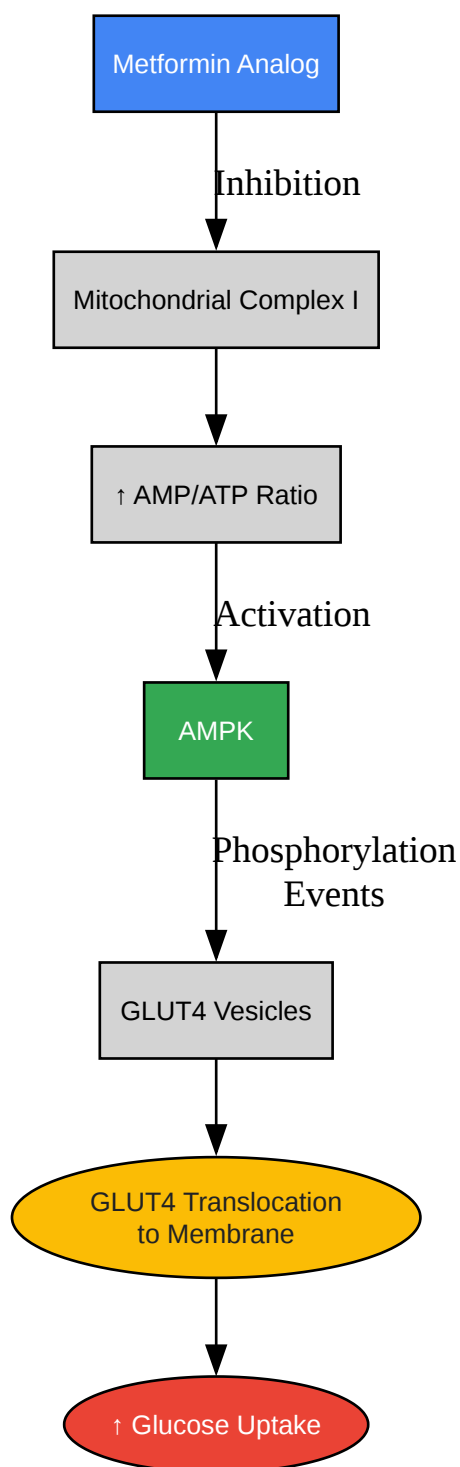 Metformin Analog
Inhibition
Mitochondrial Complex I
↑ AMP/ATP Ratio
Activation
AMPK
Phosphorylation
Events
GLUT4 Vesicles
GLUT4 Translocation
to Membrane
↑ Glucose Uptake